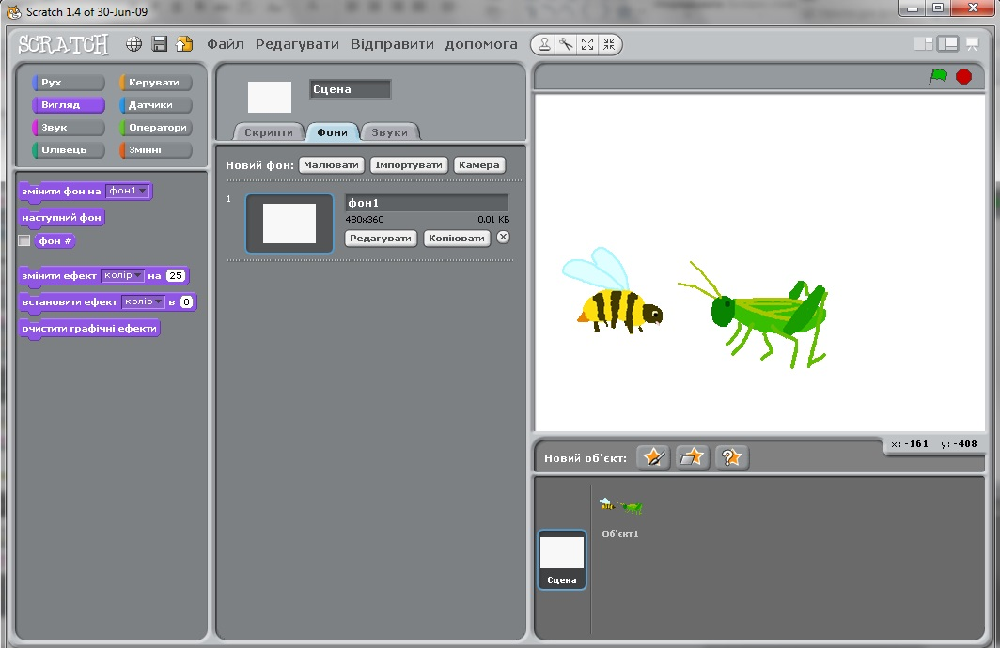 Scratch 1.4 of 30-Jun-09
SCRATCH Файл Редагувати Відправити допомога
Рух Керувати
Вигляд Датчики
Звук Оператори
Олівець Змінні
змінити фон на фон1
наступний фон
фон #
змінити ефект колір на 25
встановити ефект колір в 0
очистити графічні ефекти
Сцена
Скрипти Фони Звуки
Новий фон: Малювати Імпортувати Камера
1 фон1
480x360 0.01 KB
Редагувати Копіювати
x: -161 y: -408
Новий об'єкт:
Об'єкт1
Сцена